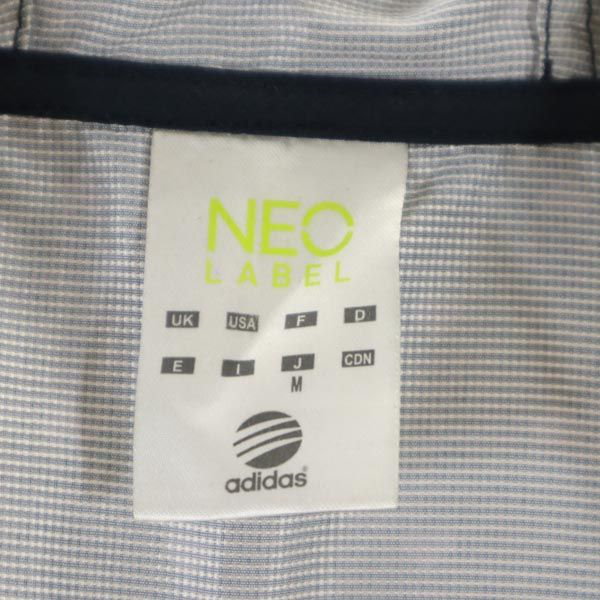 NEO
LABEL
UK USA F D
E I J CDN
M
adidas®